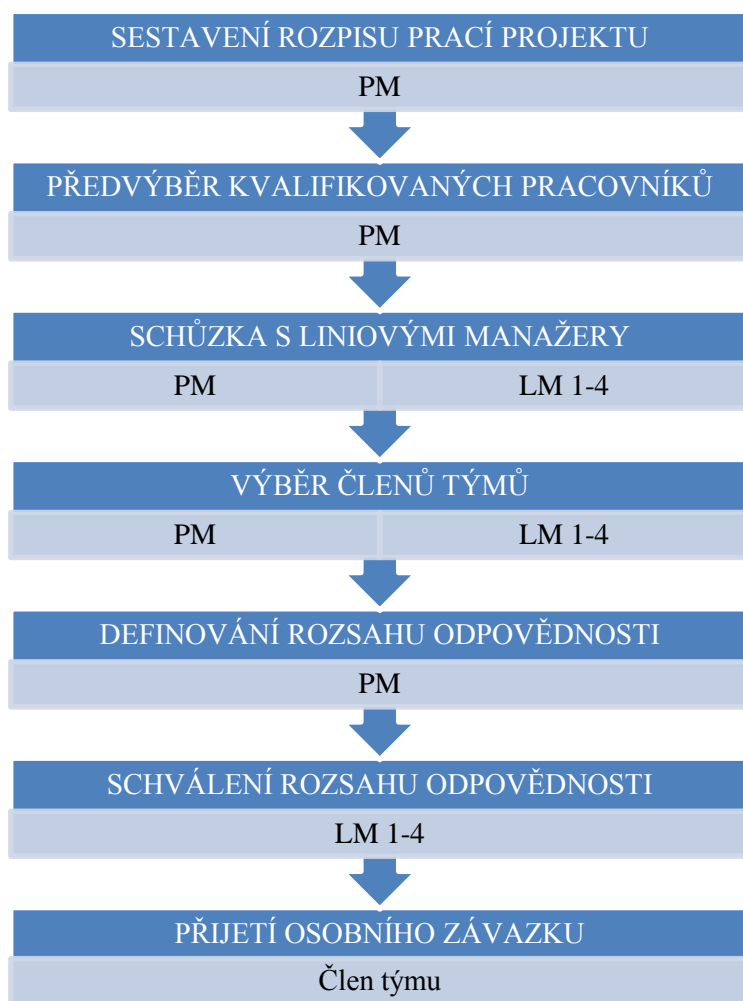 SESTAVENÍ ROZPISU PRACÍ PROJEKTU
PM
PŘEDVÝBĚR KVALIFIKOVANÝCH PRACOVNÍKŮ
PM
SCHŮZKA S LINIOVÝMI MANAŽERY
PM LM 1-4
VÝBĚR ČLENŮ TÝMŮ
PM LM 1-4
DEFINOVÁNÍ ROZSAHU ODPOVĚDNOSTI
PM
SCHVÁLENÍ ROZSAHU ODPOVĚDNOSTI
LM 1-4
PŘIJETÍ OSOBNÍHO ZÁVAZKU
Člen týmu